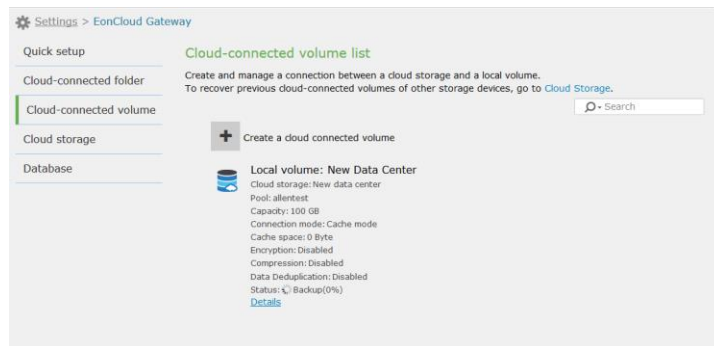 Settings > EonCloud Gateway
Quick setup
Cloud-connected folder
Cloud-connected volume
Cloud storage
Database
Cloud-connected volume list
Create and manage a connection between a cloud storage and a local volume.
To recover previous cloud-connected volumes of other storage devices, go to Cloud Storage.
Search
Create a cloud connected volume
Local volume: New Data Center
Cloud storage: New data center
Pool: allentest
Capacity: 100 GB
Connection mode: Cache mode
Cache space: 0 Byte
Encryption: Disabled
Compression: Disabled
Data Deduplication: Disabled
Status: Backup(0%)
Details